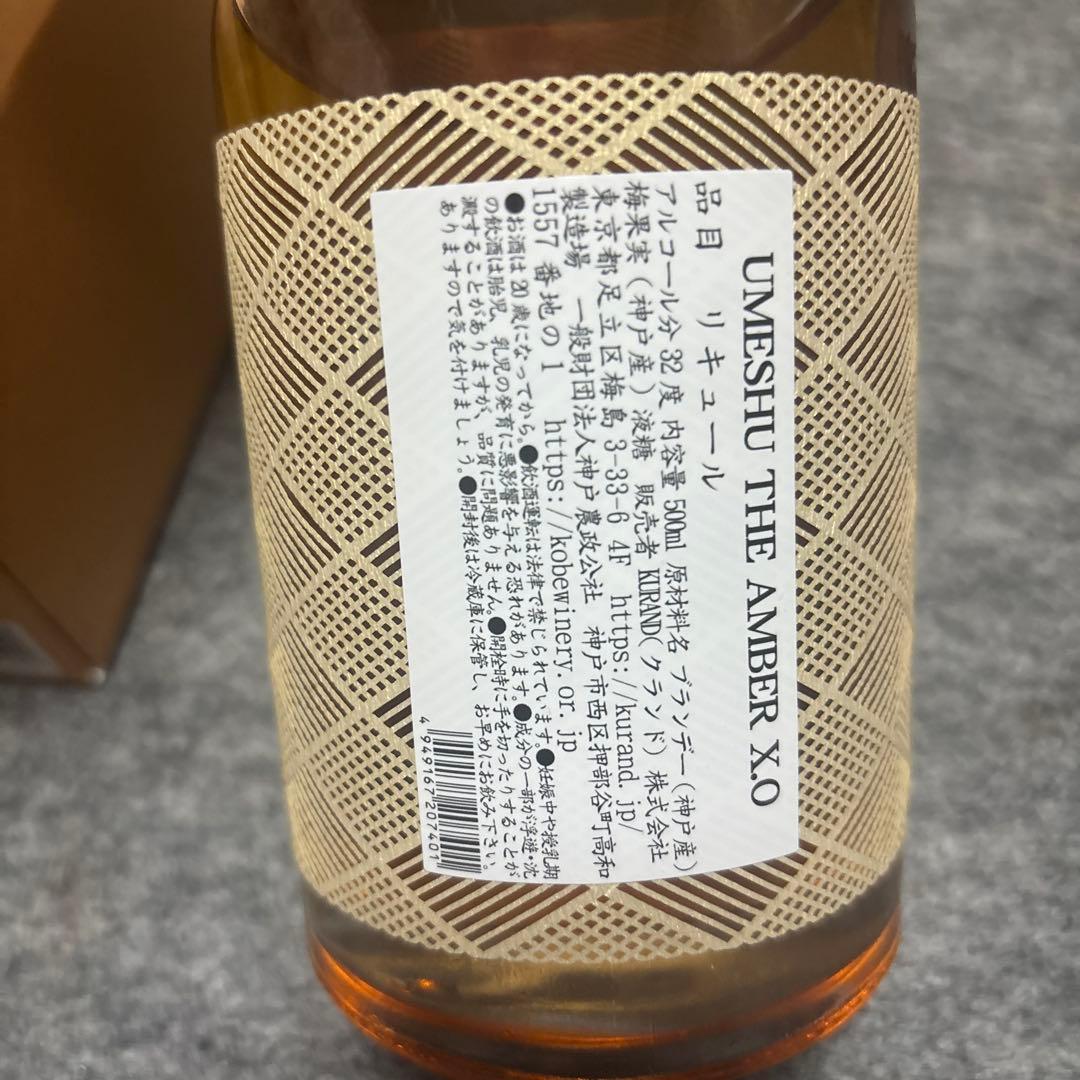 UMESHU THE AMBER X.O
品目 リキュール
アルコール分 32度 内容量 500ml 原材料名 ブランデー(神戸産)
梅果実(神戸産)液糖 販売者 KURAND(クランド)株式会社
東京都足立区梅島 3-33-6 4F https://kurand.jp/
製造場 一般財団法人神戸農政公社 神戸市西区押部谷町高和
1557番地の1 https://kobewinery.or.jp
●お酒は20歳になってから。●飲酒運転は法律で禁じられています。●妊娠中や授乳期
の飲酒は胎児、乳児の発育に悪影響を与える恐れがあります。●成分の一部が浮遊・沈
澱することがありますが、品質に問題ありません。●開栓時に手を切ったりすることが
ありますので気を付けましょう。●開封後は冷蔵庫に保管し、お早めにお飲み下さい。
4949167207401